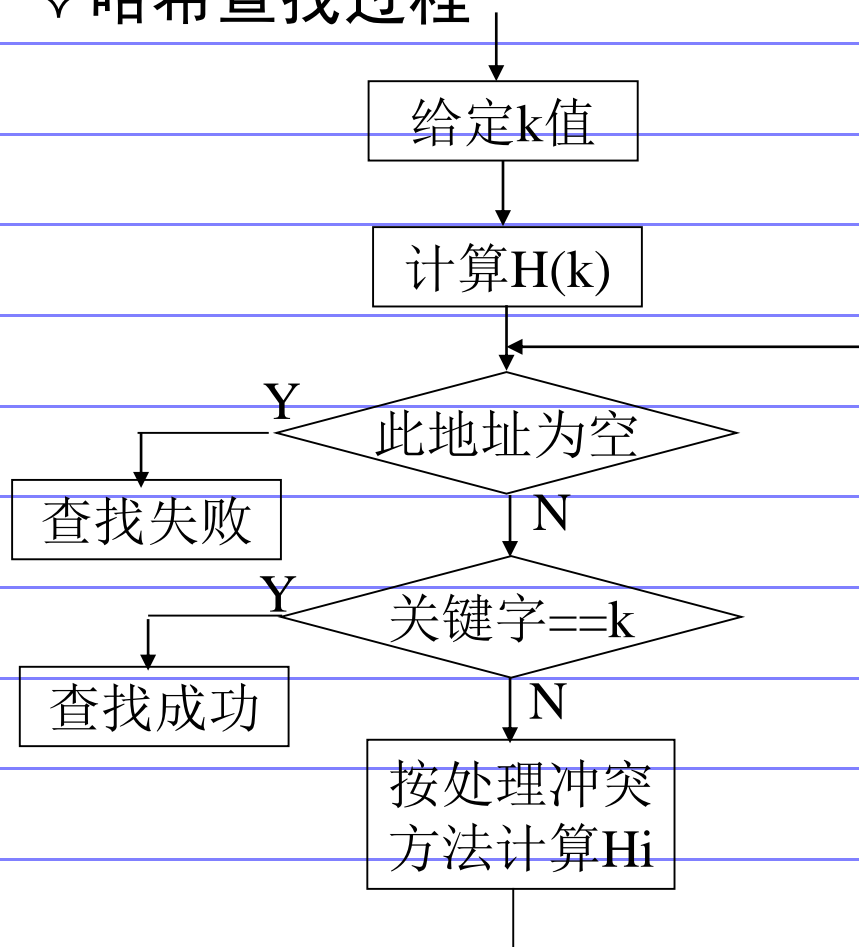 哈希查找过程
给定k值
计算H(k)
Y
此地址为空
查找失败
N
Y
关键字==k
查找成功
N
按处理冲突
方法计算Hi